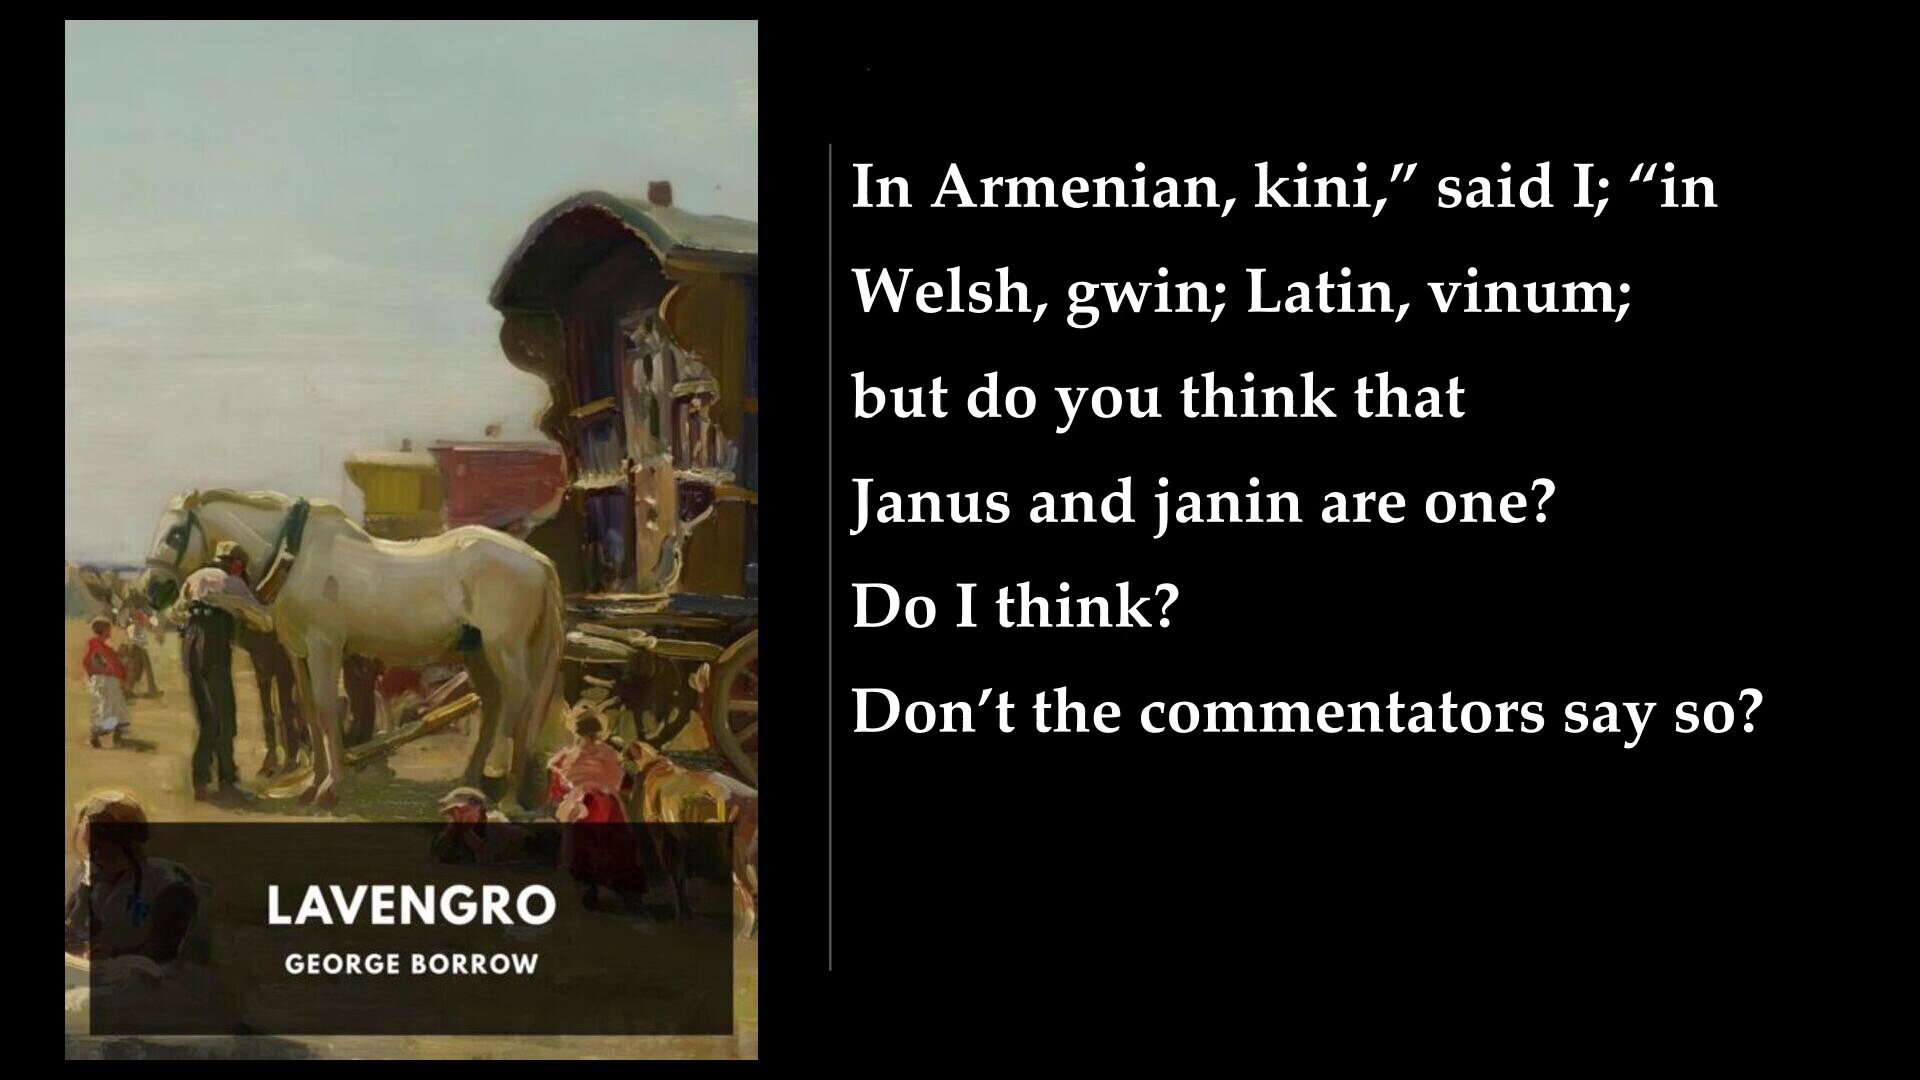 In Armenian, kini,” said I; “in
Welsh, gwin; Latin, vinum;
but do you think that
Janus and janin are one?
Do I think?
Don’t the commentators say so?
LAVENGRO
GEORGE BORROW